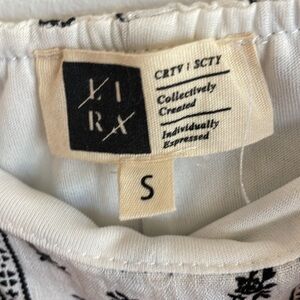 LI
RA
CRTV | SCTY
Collectively
Created
Individually
Expressed
S